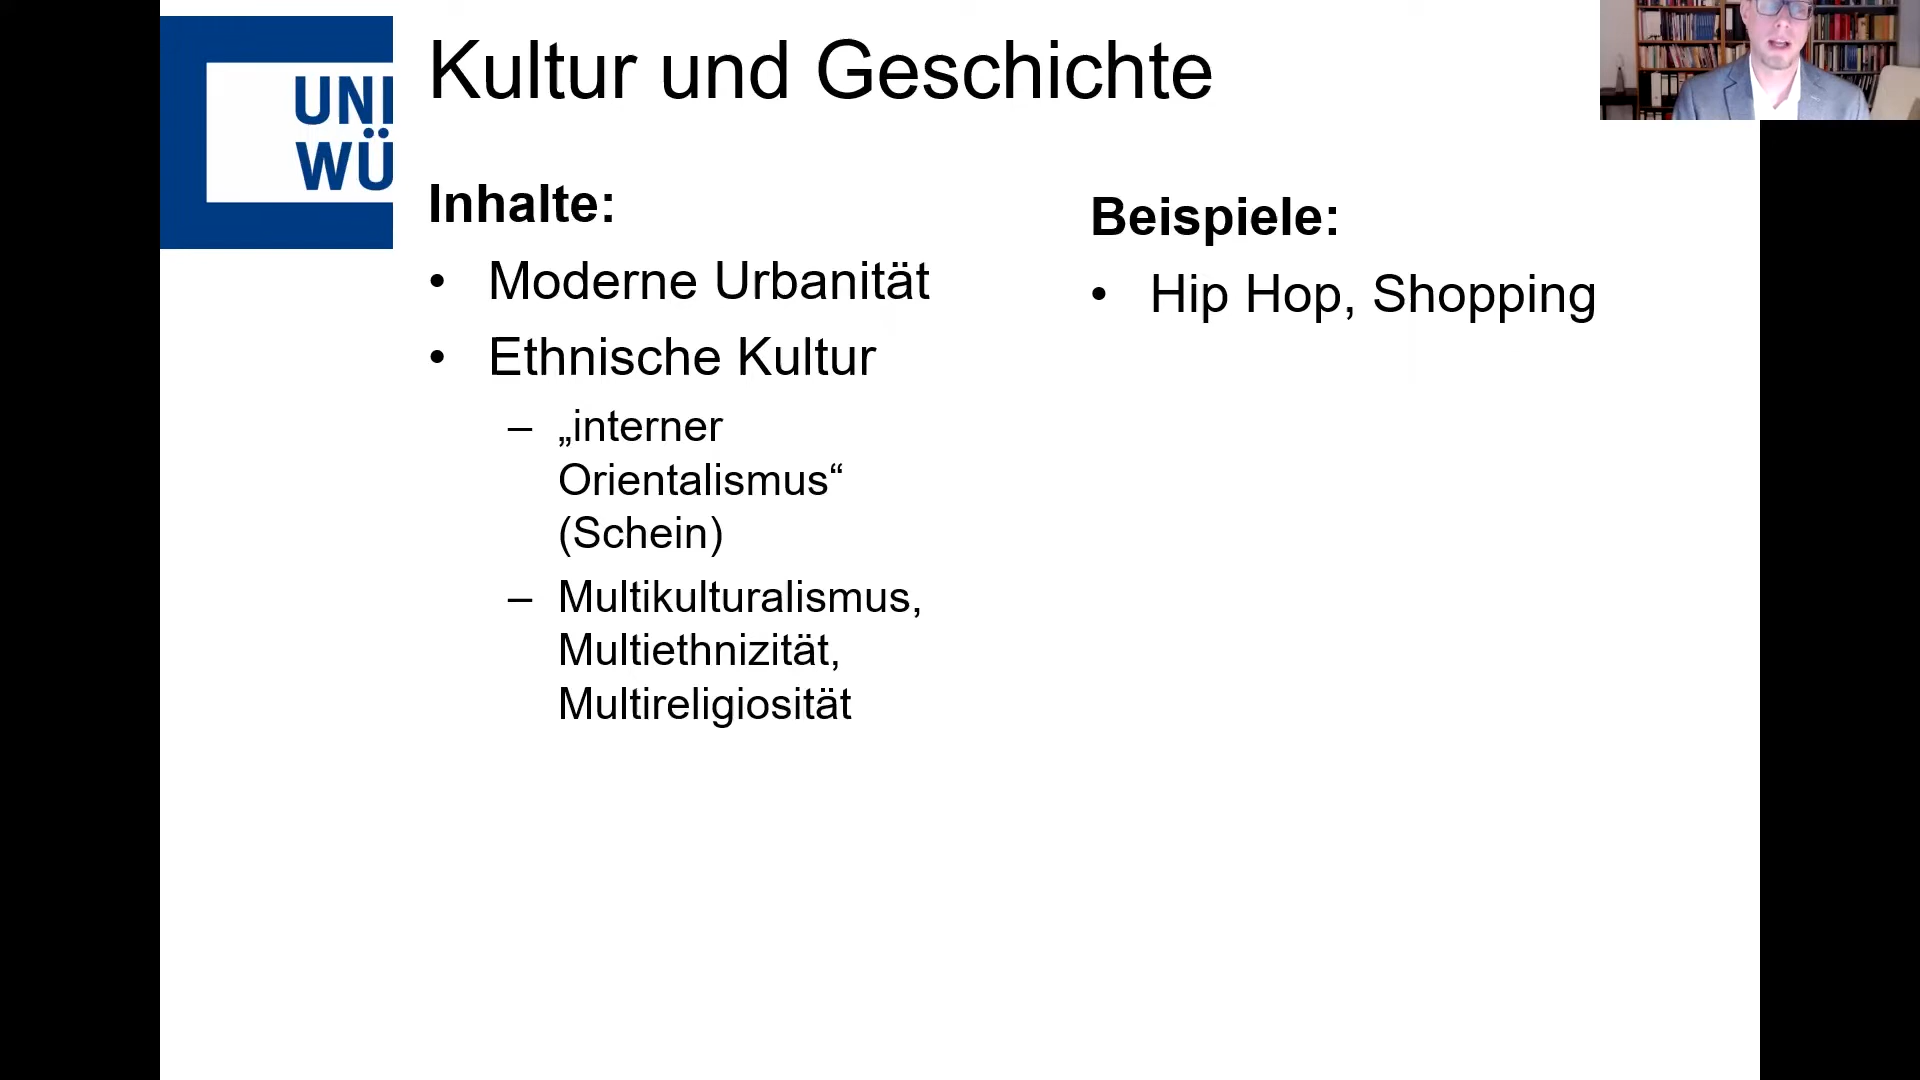 UNI
WÜ
Kultur und Geschichte
Inhalte:
• Moderne Urbanität
• Ethnische Kultur
– „interner
Orientalismus“
(Schein)
– Multikulturalismus,
Multiethnizität,
Multireligiosität
Beispiele:
• Hip Hop, Shopping